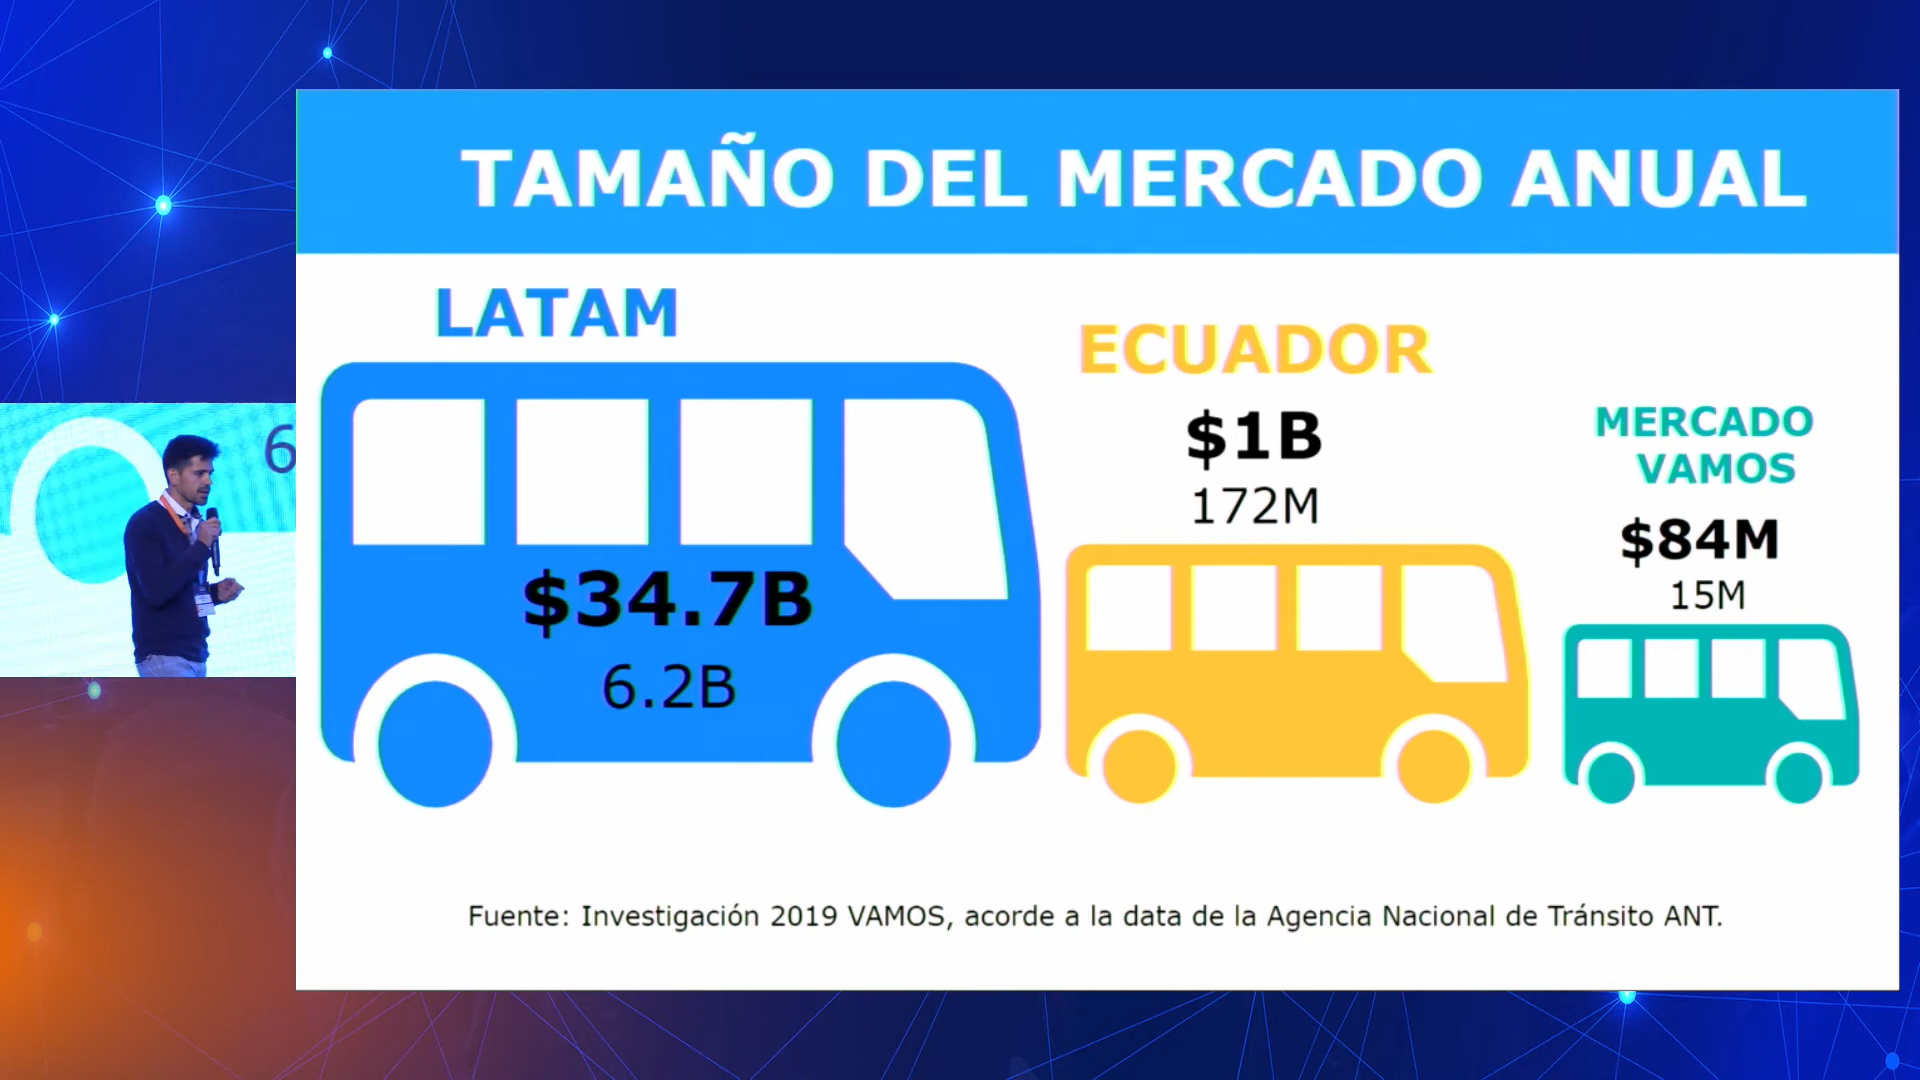 TAMAÑO DEL MERCADO ANUAL
LATAM
$34.7B
6.2B
ECUADOR
$1B
172M
MERCADO
VAMOS
$84M
15M
6
Fuente: Investigación 2019 VAMOS, acorde a la data de la Agencia Nacional de Tránsito ANT.